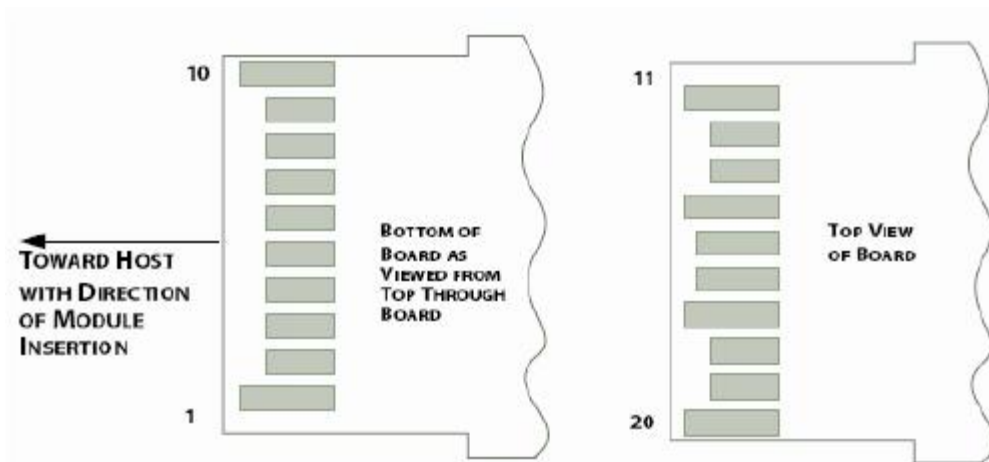 10
BOTTOM OF
BOARD AS
VIEWED FROM
TOP THROUGH
BOARD
TOWARD HOST
WITH DIRECTION
OF MODULE
INSERTION
1
11
TOP VIEW
OF BOARD
20